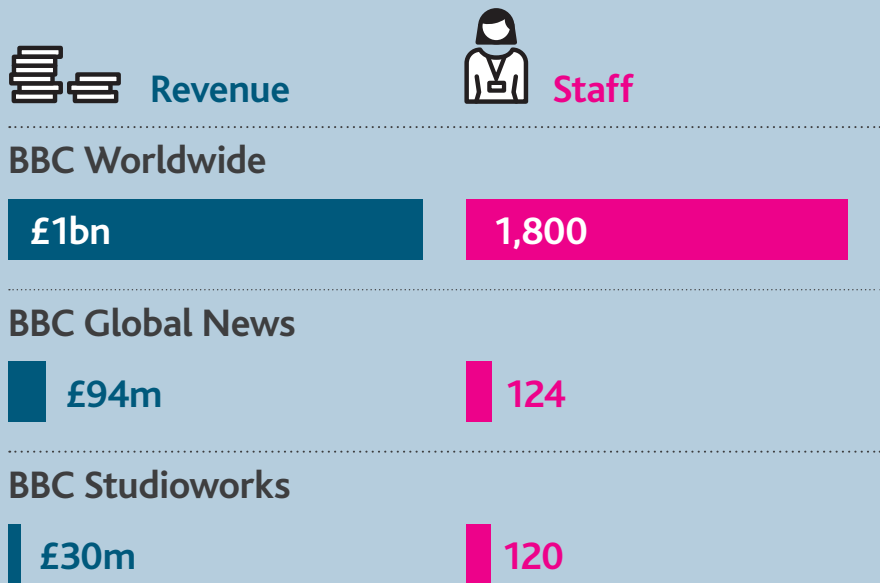 Revenue Staff
BBC Worldwide
£1bn 1,800
BBC Global News
£94m 124
BBC Studioworks
£30m 120